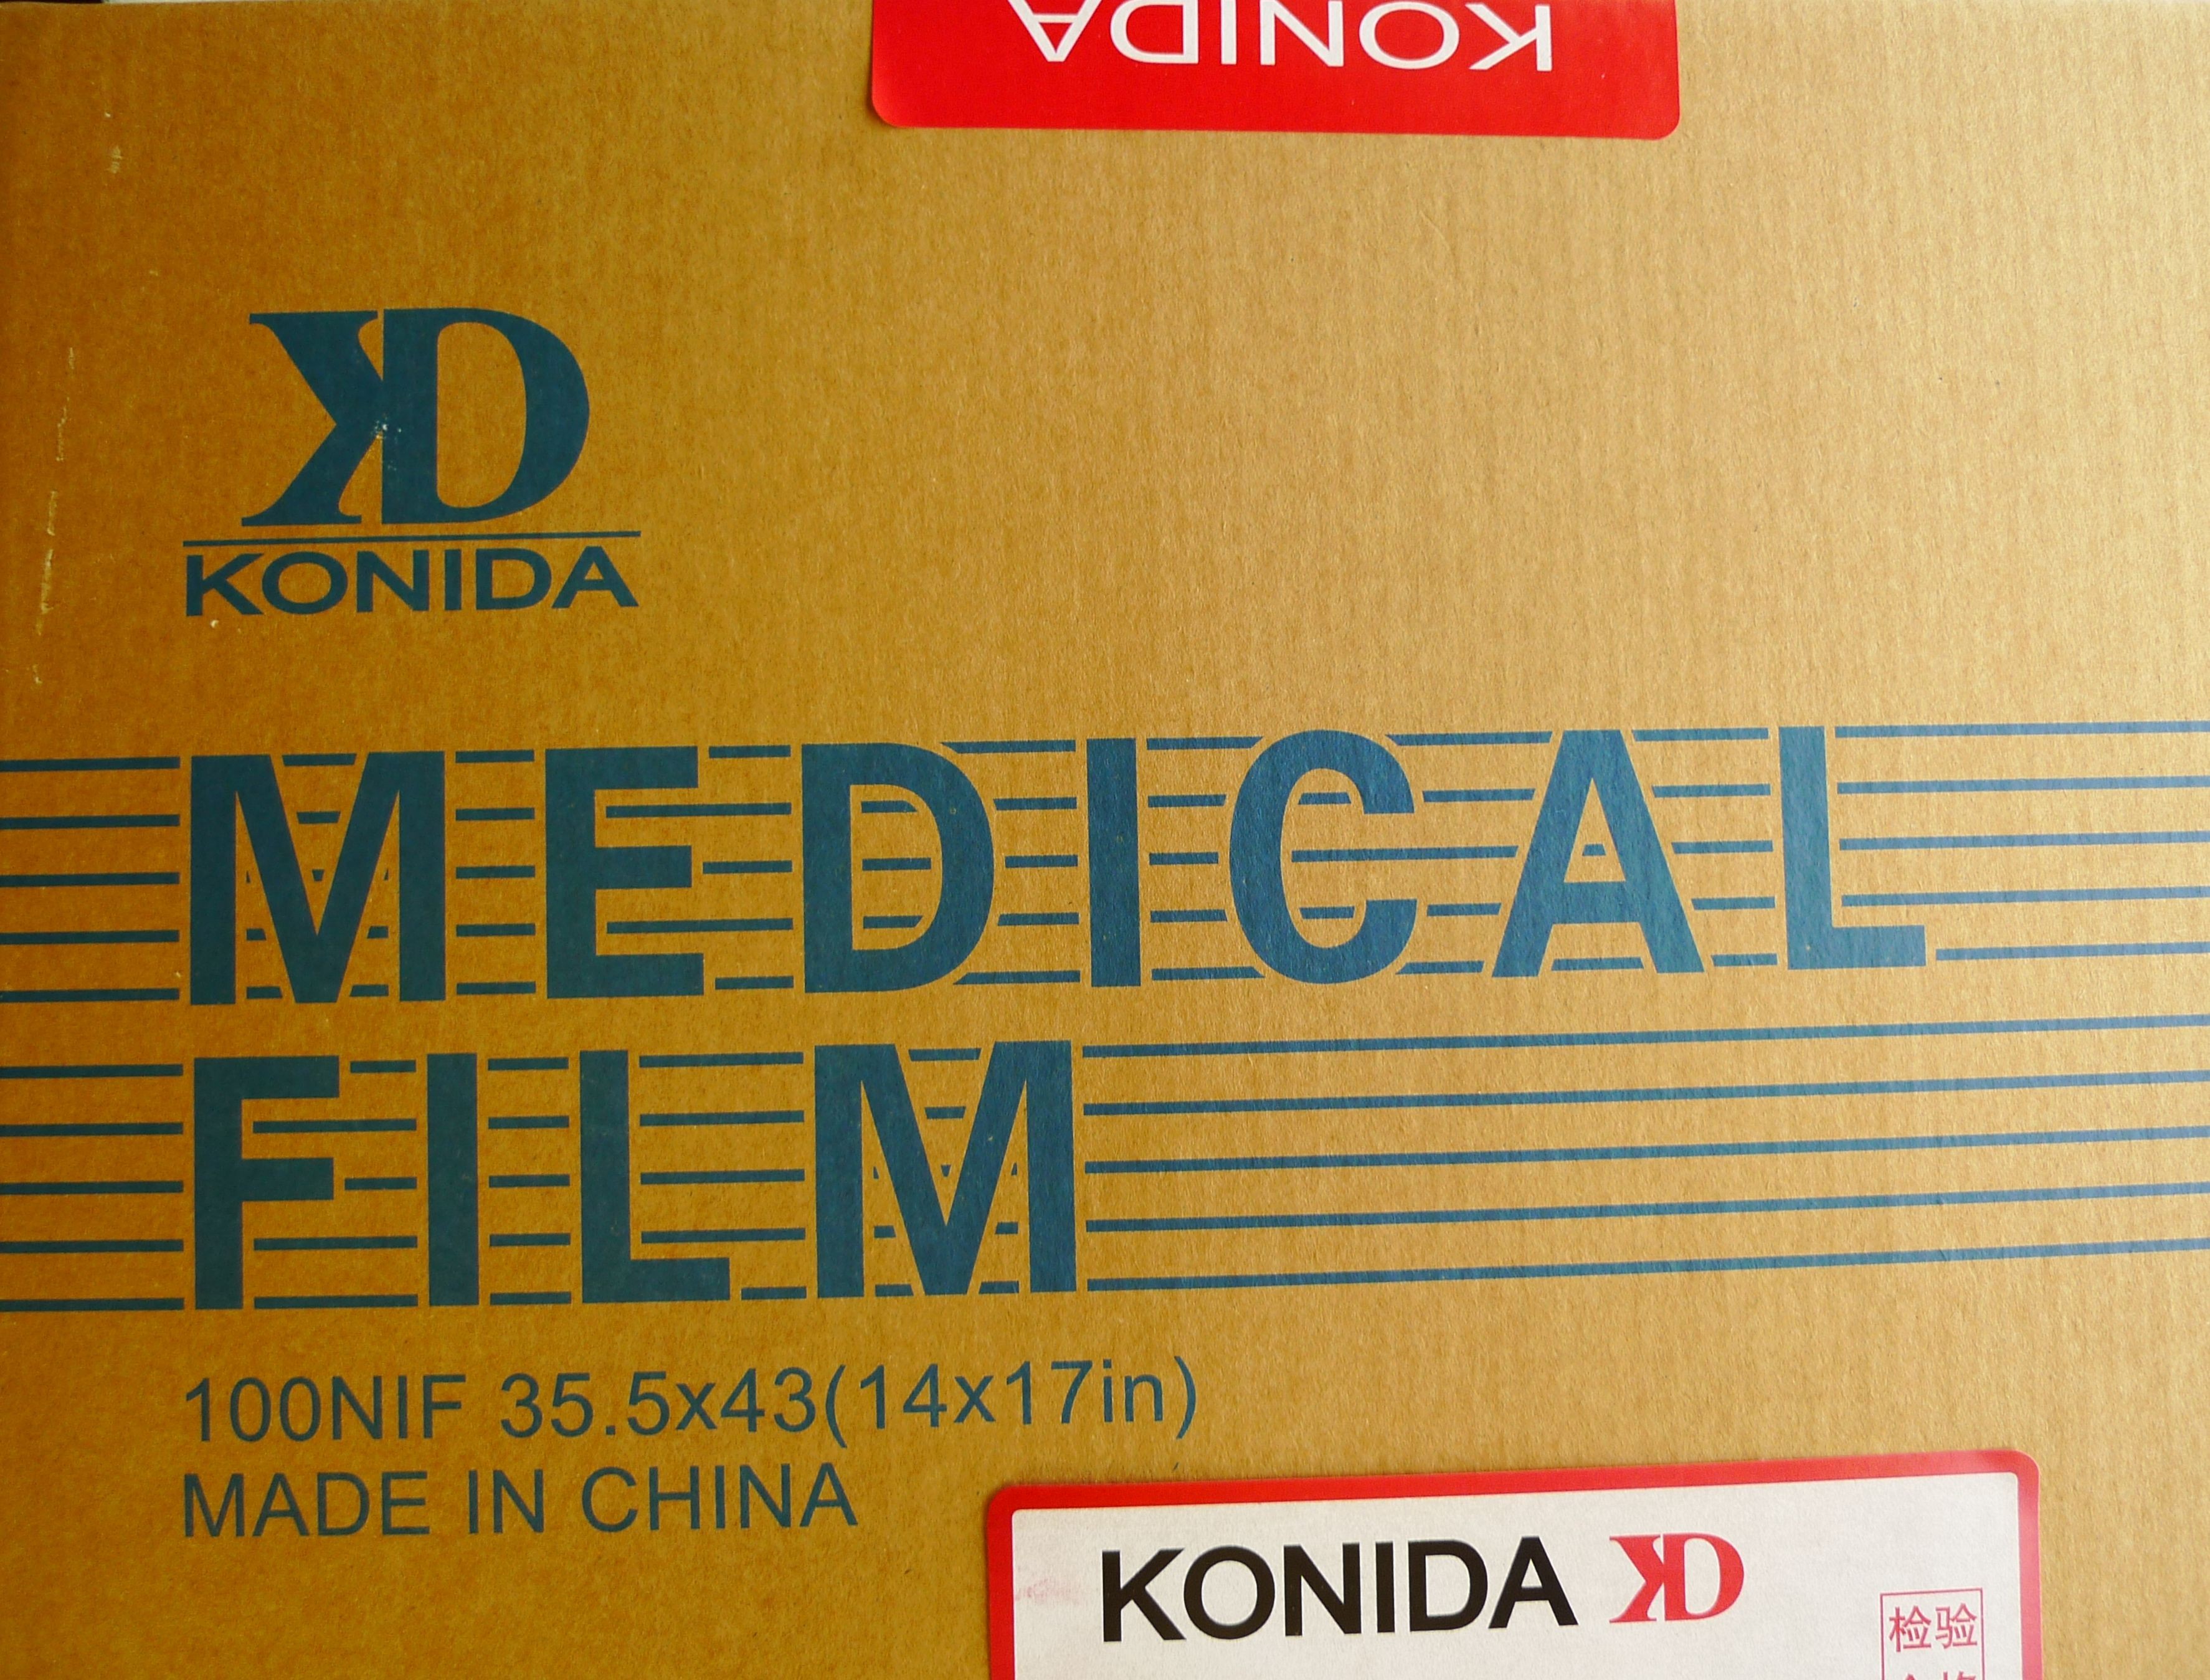 KONIDA
KD
KONIDA
MEDICAL
FILM
100NIF 35.5x43(14x17in)
MADE IN CHINA
KONIDA KD
检验